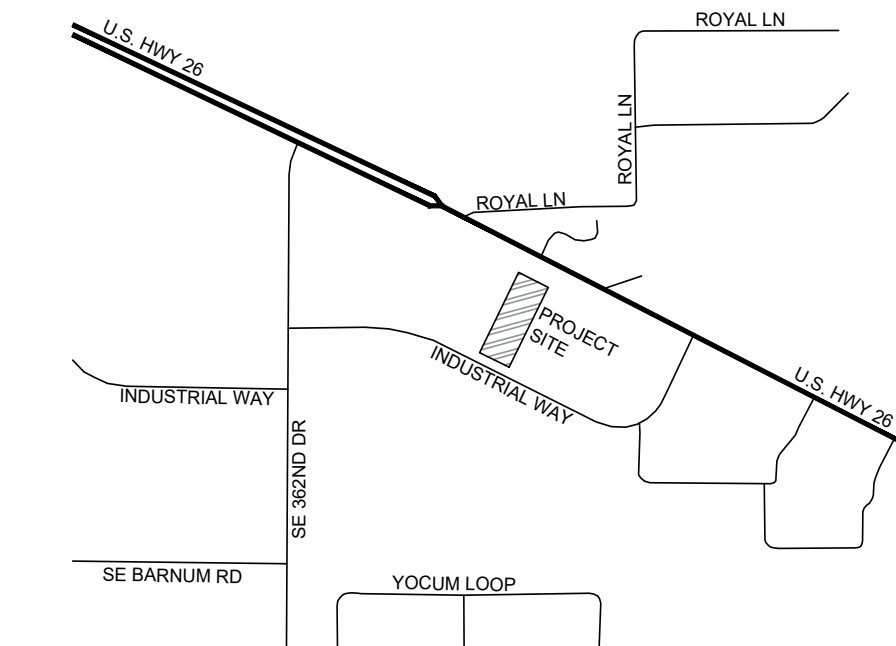 ROYAL LN
U.S. HWY 26
ROYAL LN
ROYAL LN
PROJECT
SITE
INDUSTRIAL WAY
U.S. HWY 26
INDUSTRIAL WAY
SE 362ND DR
SE BARNUM RD
YOCUM LOOP